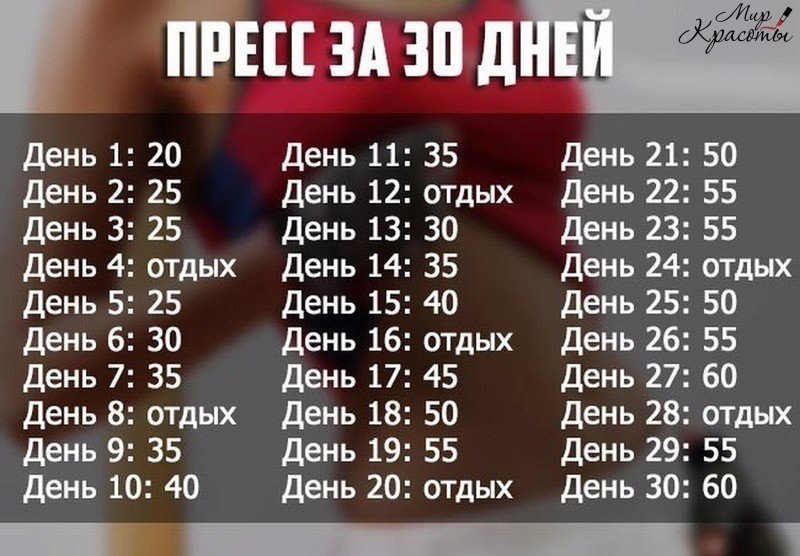 Мир
Красоты
ПРЕСС ЗА 30 ДНЕЙ
День 1: 20
День 2: 25
День 3: 25
День 4: отдых
День 5: 25
День 6: 30
День 7: 35
День 8: отдых
День 9: 35
День 10: 40
День 11: 35
День 12: отдых
День 13: 30
День 14: 35
День 15: 40
День 16: отдых
День 17: 45
День 18: 50
День 19: 55
День 20: отдых
День 21: 50
День 22: 55
День 23: 55
День 24: отдых
День 25: 50
День 26: 55
День 27: 60
День 28: отдых
День 29: 55
День 30: 60